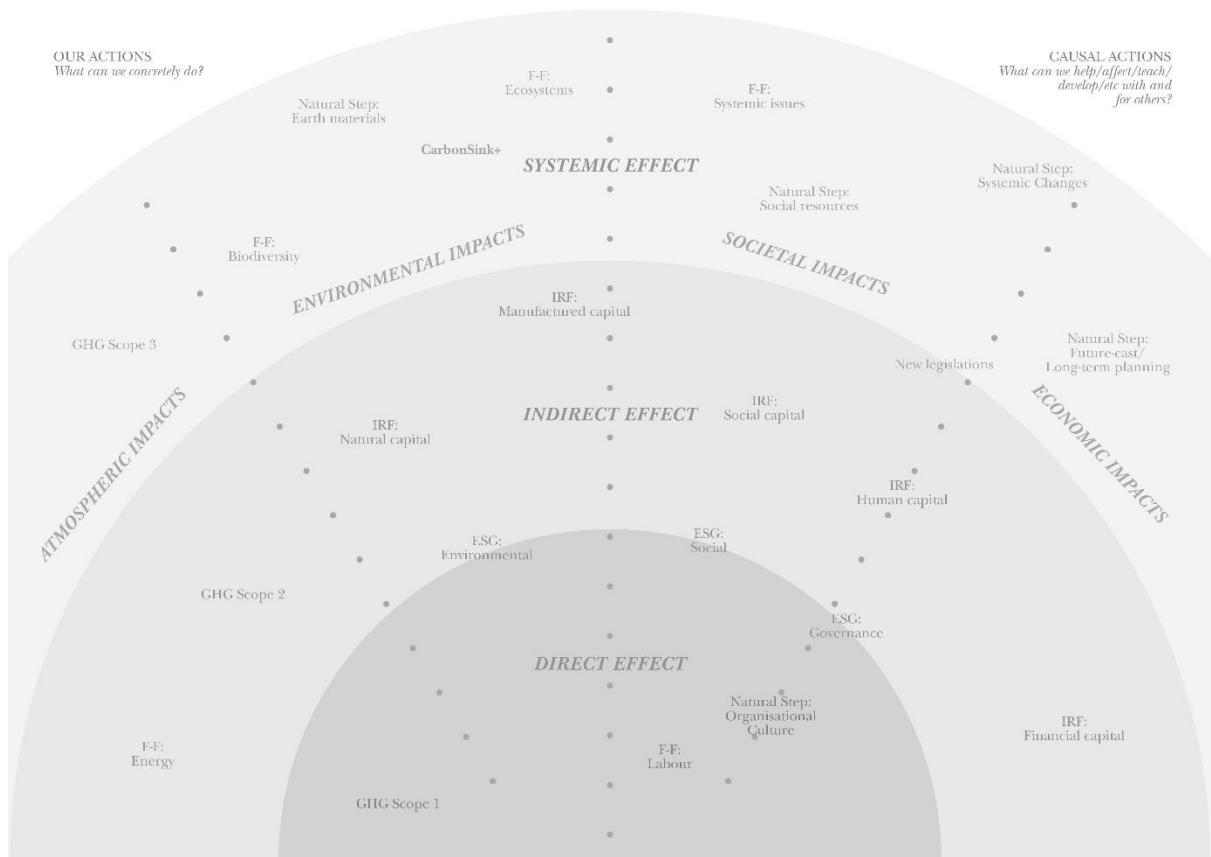 OUR ACTIONS
What can we concretely do?
CAUSAL ACTIONS
What can we help/affect/teach/
develop/etc with and
for others?
F-F:
Ecosystems
F-F:
Systemic issues
Natural Step:
Earth materials
CarbonSink+
SYSTEMIC EFFECT
Natural Step:
Systemic Changes
Natural Step:
Social resources
F-F:
Biodiversity
ENVIRONMENTAL IMPACTS
SOCIETAL IMPACTS
IRF:
Manufactured capital
GHG Scope 3
New legislations
Natural Step:
Future-cast/
Long-term planning
ATMOSPHERIC IMPACTS
ECONOMIC IMPACTS
IRF:
Natural capital
INDIRECT EFFECT
IRF:
Social capital
IRF:
Human capital
ESG:
Environmental
ESG:
Social
GHG Scope 2
ESG:
Governance
DIRECT EFFECT
Natural Step:
Organisational
Culture
F-F:
Energy
F-F:
Labour
IRF:
Financial capital
GHG Scope 1